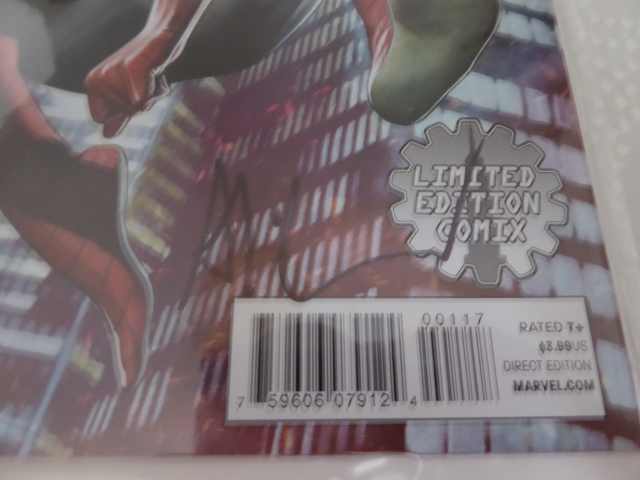 LIMITED
EDITION
COMIX
00117
RATED T+
$3.99US
DIRECT EDITION
MARVEL.COM
7 59606 07912 4